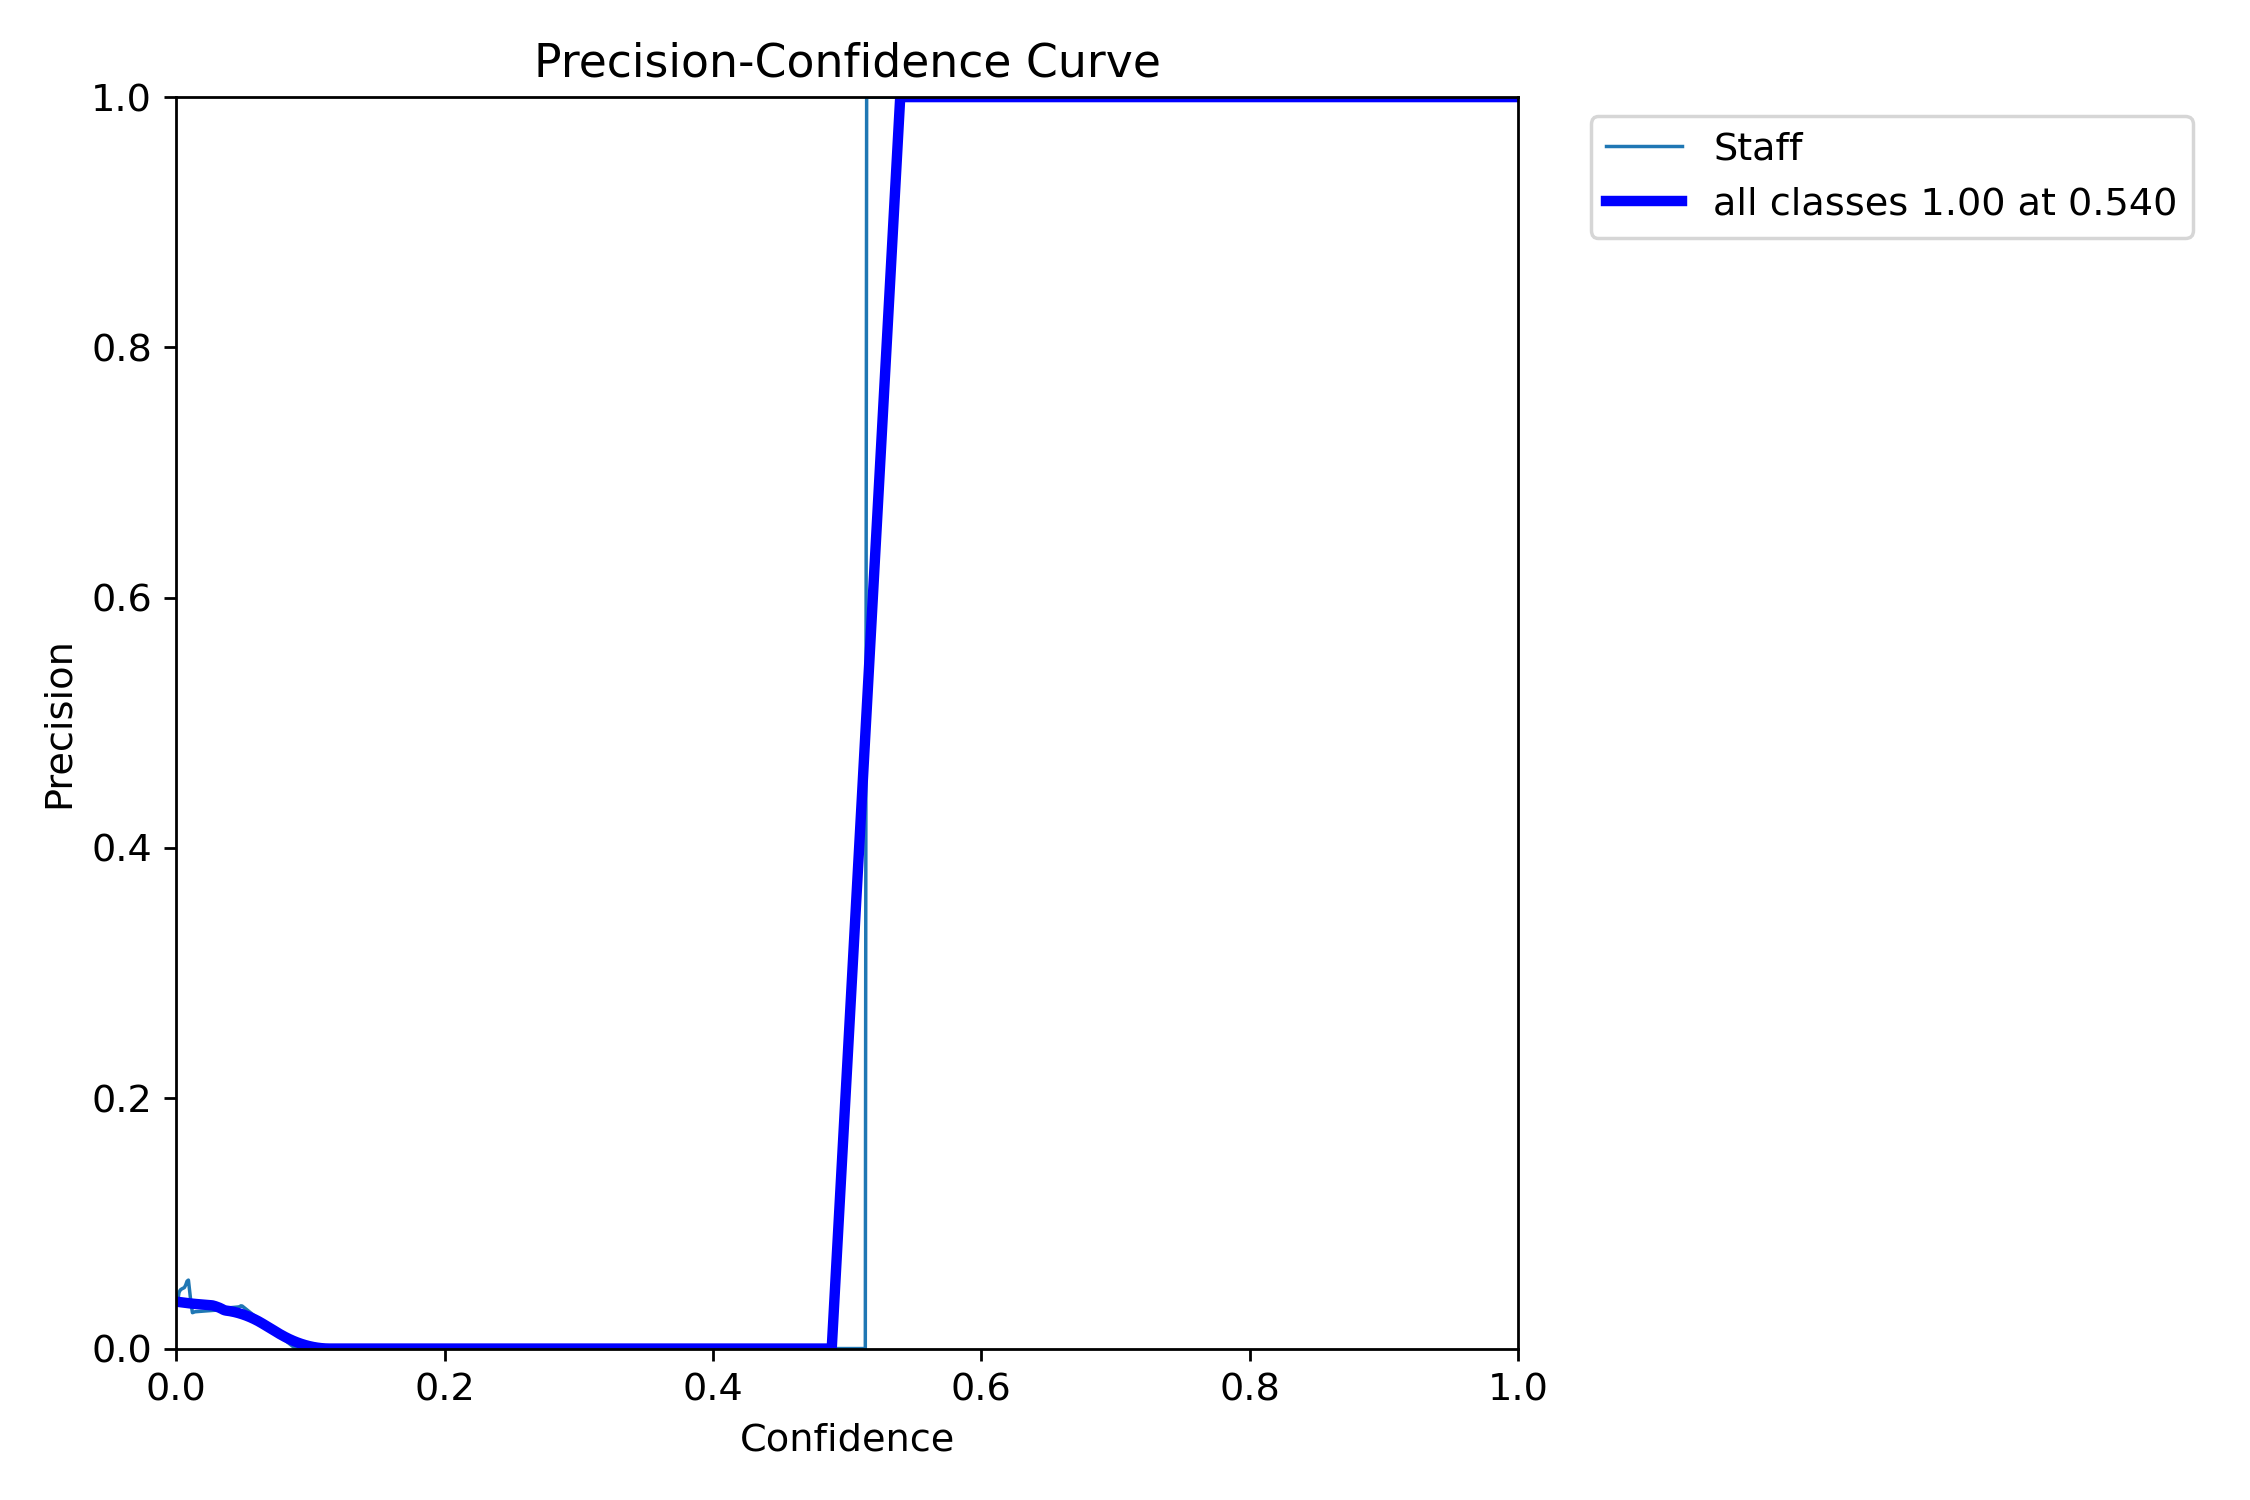 Precision-Confidence Curve
1.0
0.8
0.6
0.4
0.2
0.0
Precision
0.0 0.2 0.4 0.6 0.8 1.0
Confidence
Staff
all classes 1.00 at 0.540